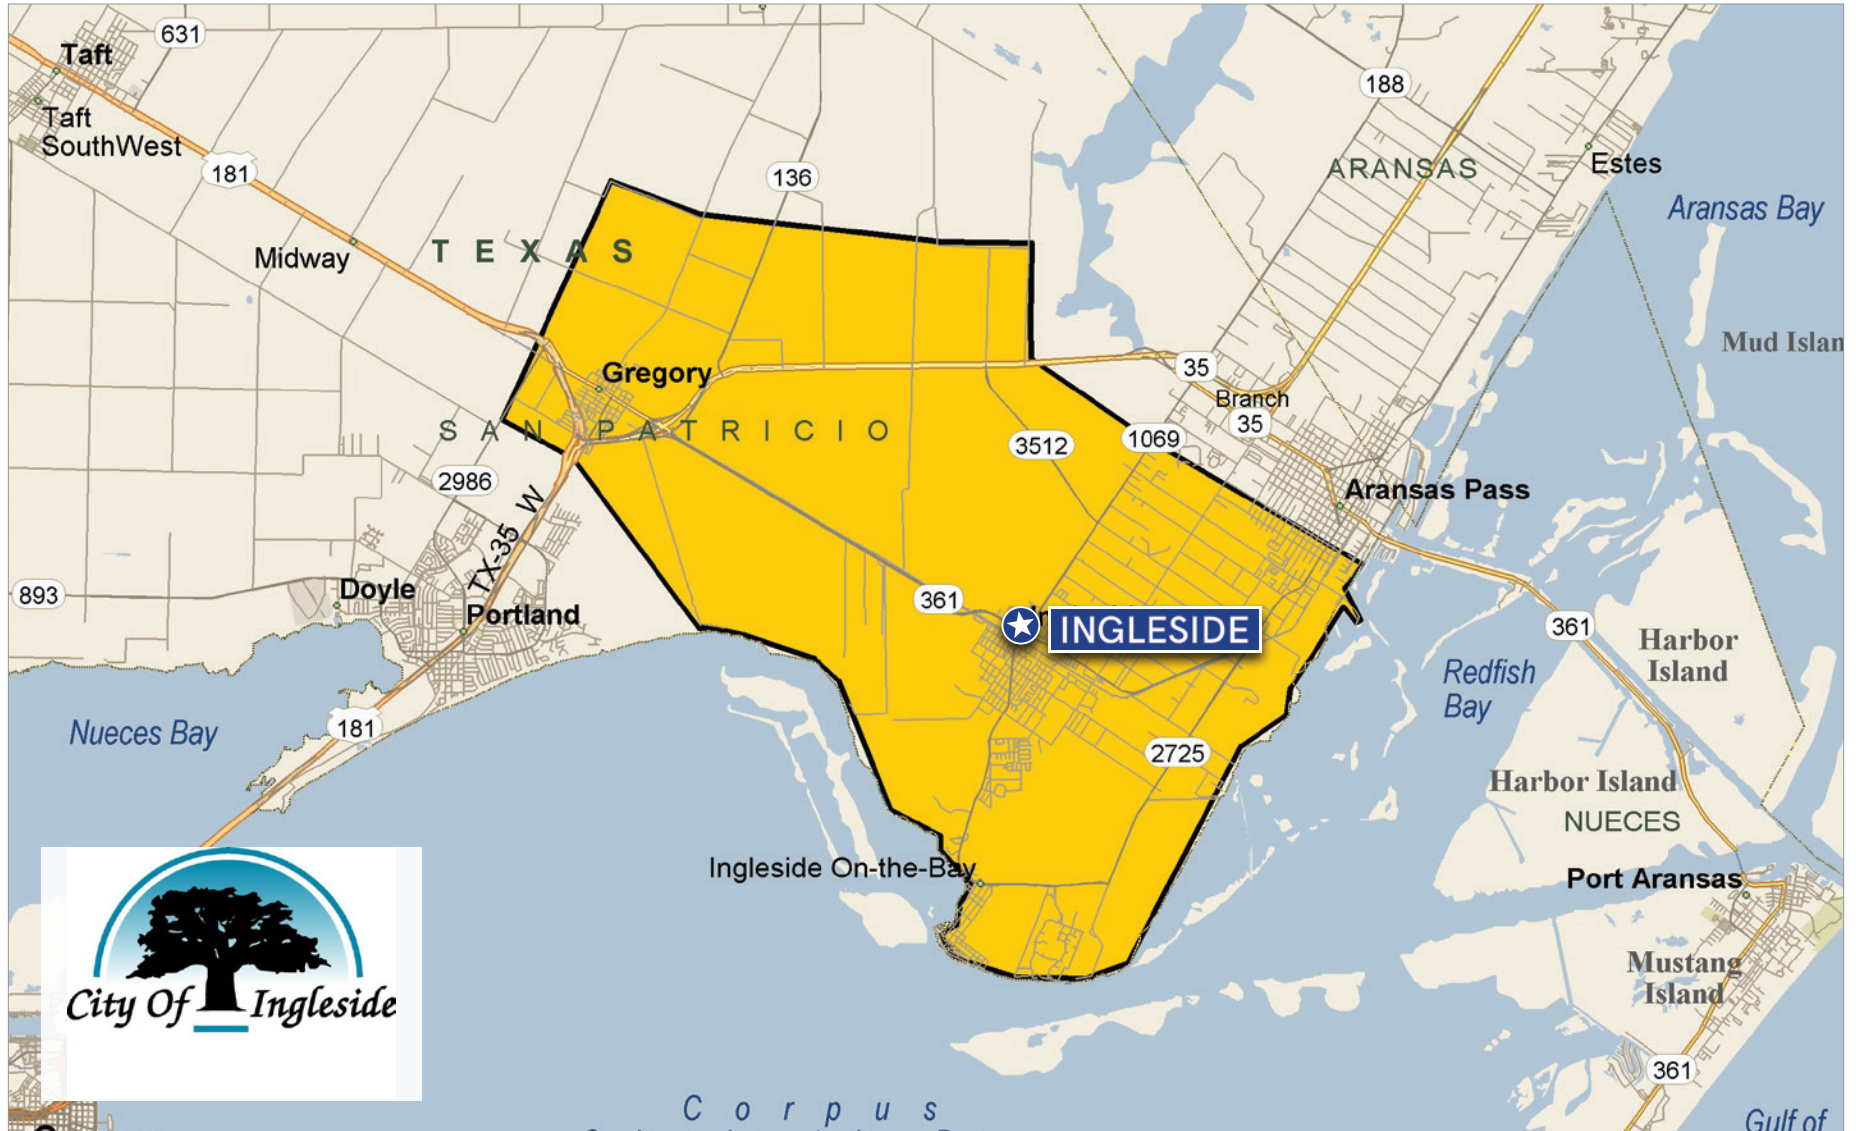 631
Taft
Taft
SouthWest
181
188
ARANSAS
Estes
136
Aransas Bay
Midway
TEXAS
Mud Islan
35
Gregory
Branch
35
SAN PATRICIO
3512
1069
2986
Aransas Pass
TX-35 W
893
Doyle
Portland
361
INGLESIDE
361
Harbor
Island
Redfish
Bay
Nueces Bay
181
2725
Harbor Island
NUECES
Ingleside On-the-Bay
Port Aransas
Mustang
Island
City Of Ingleside
361
Corpus
Gulf of